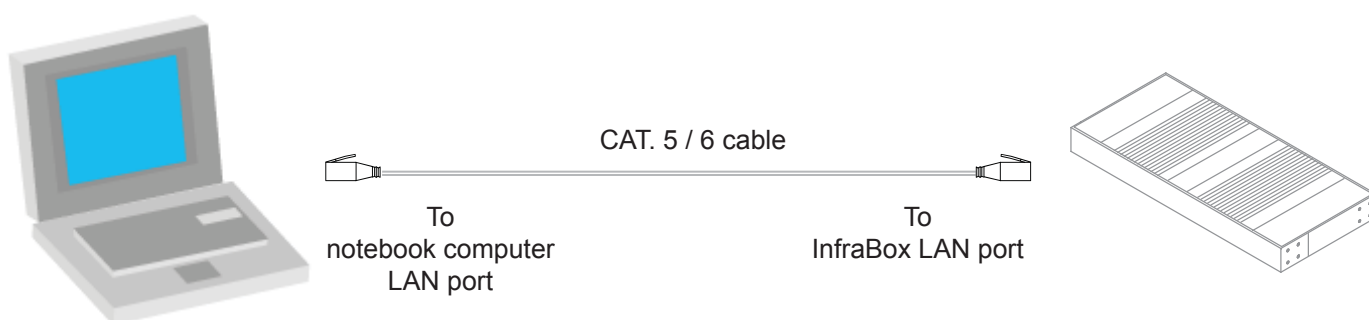 CAT. 5 / 6 cable
To
notebook computer
LAN port
To
InfraBox LAN port